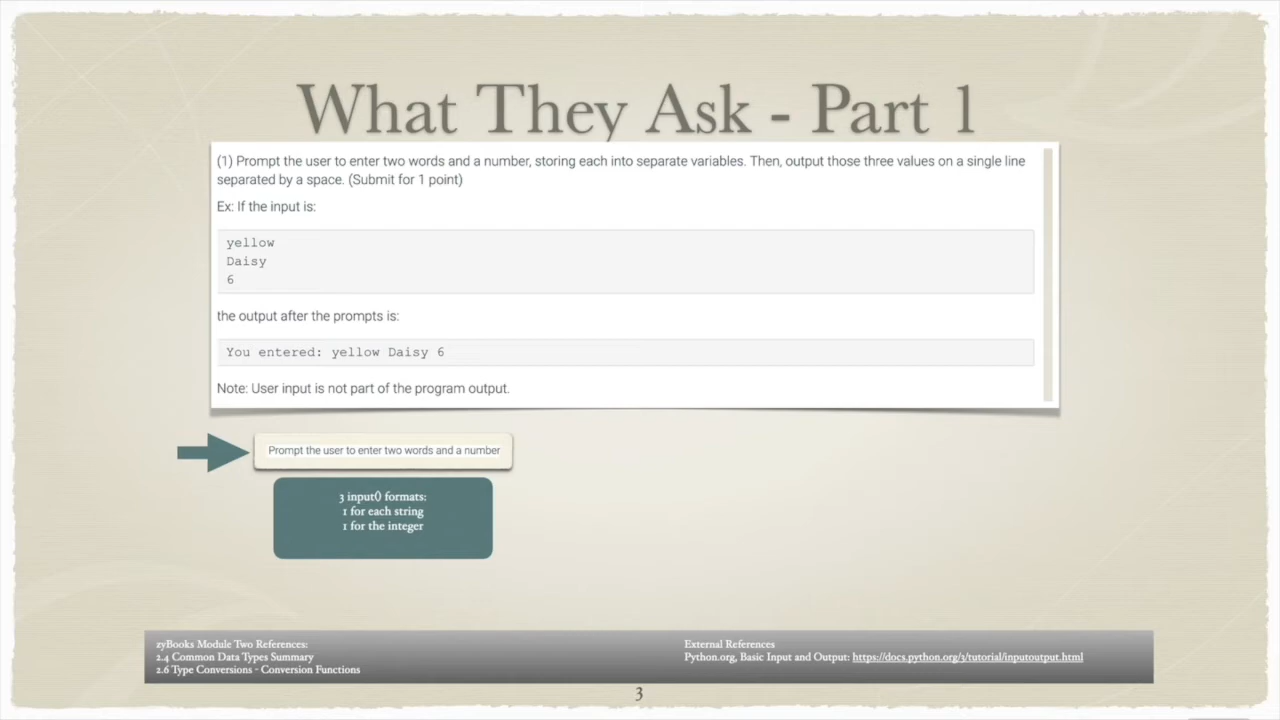 What They Ask - Part 1
(1) Prompt the user to enter two words and a number, storing each into separate variables. Then, output those three values on a single line
separated by a space. (Submit for 1 point)
Ex: If the input is:
yellow
Daisy
6
the output after the prompts is:
You entered: yellow Daisy 6
Note: User input is not part of the program output.
Prompt the user to enter two words and a number
3 input() formats:
1 for each string
1 for the integer
zyBooks Module Two References:
2.4 Common Data Types Summary
2.6 Type Conversions - Conversion Functions
External References
Python.org, Basic Input and Output: https://docs.python.org/3/tutorial/inputoutput.html
3